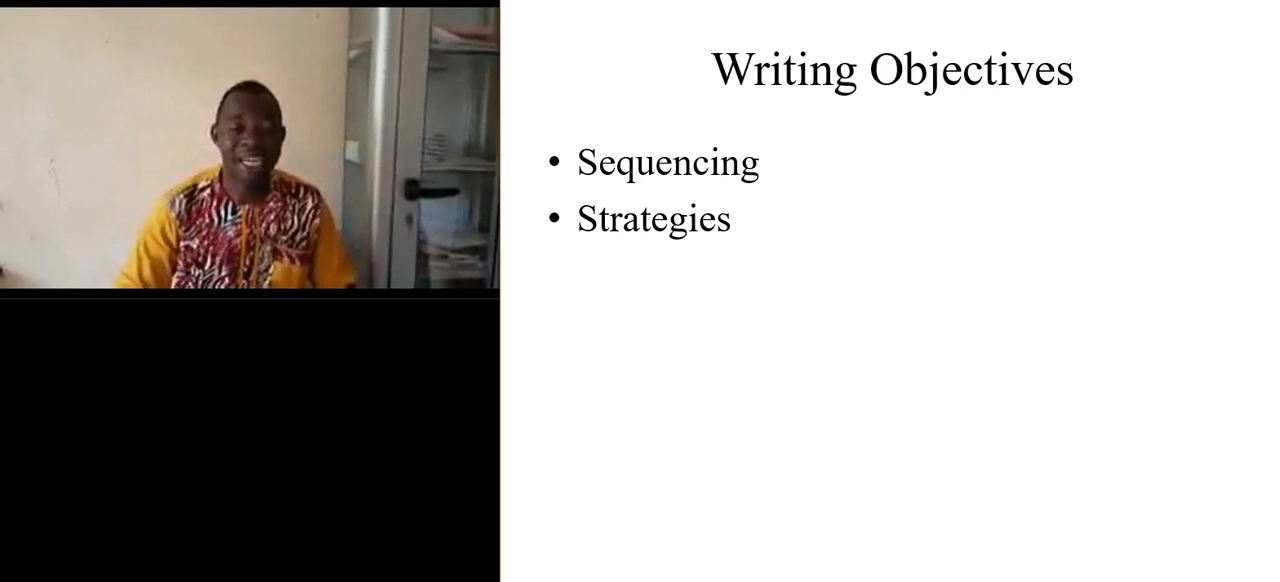 Writing Objectives
• Sequencing
• Strategies